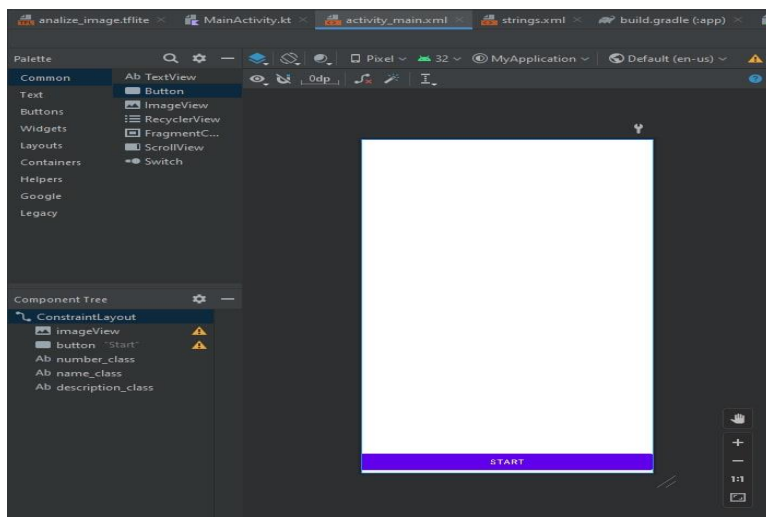 analize_image.tflite MainActivity.kt activity_main.xml strings.xml build.gradle (:app)
Palette
Pixel 32 MyApplication Default (en-us)
Common
Text
Buttons
Widgets
Layouts
Containers
Helpers
Google
Legacy
Ab TextView
Button
ImageView
RecyclerView
FragmentC...
ScrollView
Switch
0dp
Component Tree
ConstraintLayout
imageView
button "Start"
Ab number_class
Ab name_class
Ab description_class
START
1:1